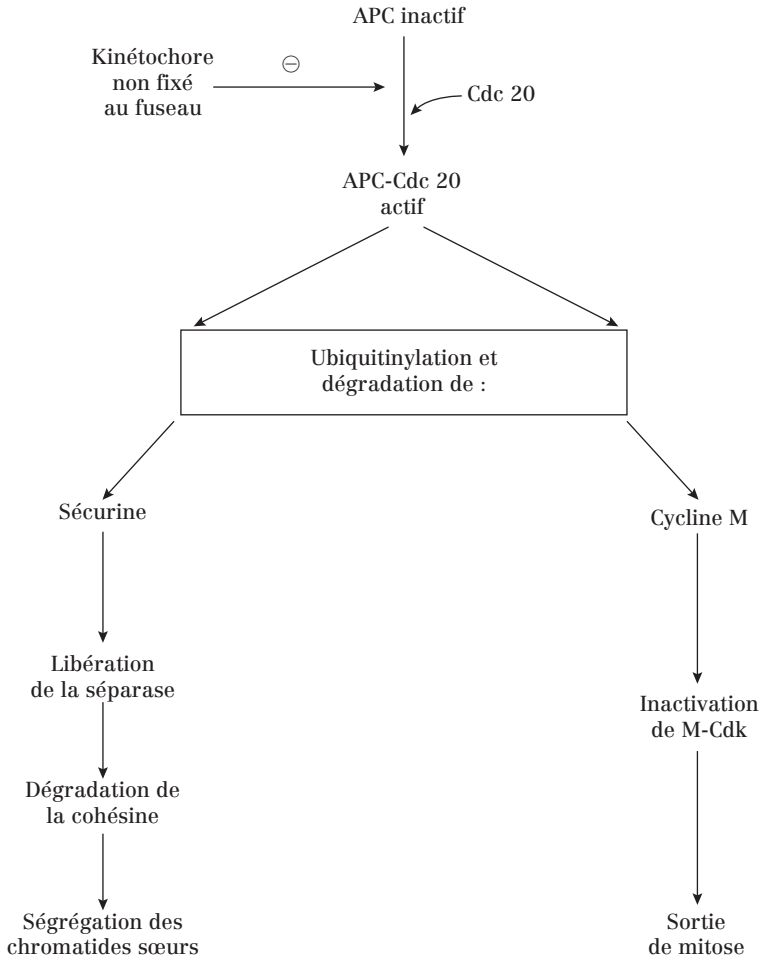 APC inactif
Kinétochore
non fixé
au fuseau
⊖
Cdc 20
APC-Cdc 20
actif
Ubiquitinylation et
dégradation de :
Sécurine
Cycline M
Libération
de la séparase
Inactivation
de M-Cdk
Dégradation de
la cohésine
Ségrégation des
chromatides sœurs
Sortie
de mitose